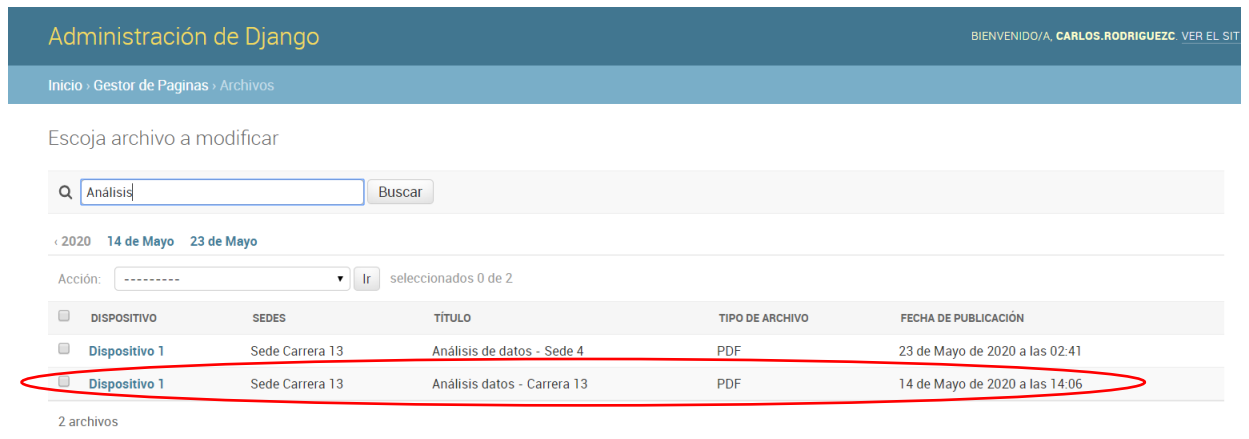 Administración de Django
BIENVENIDO/A, CARLOS.RODRIGUEZC. VER EL SIT
Inicio › Gestor de Paginas › Archivos
Escoja archivo a modificar
Análisis Buscar
‹ 2020 14 de Mayo 23 de Mayo
Acción: --------- Ir seleccionados 0 de 2
DISPOSITIVO SEDES TÍTULO TIPO DE ARCHIVO FECHA DE PUBLICACIÓN
Dispositivo 1 Sede Carrera 13 Análisis de datos - Sede 4 PDF 23 de Mayo de 2020 a las 02:41
Dispositivo 1 Sede Carrera 13 Análisis datos - Carrera 13 PDF 14 de Mayo de 2020 a las 14:06
2 archivos